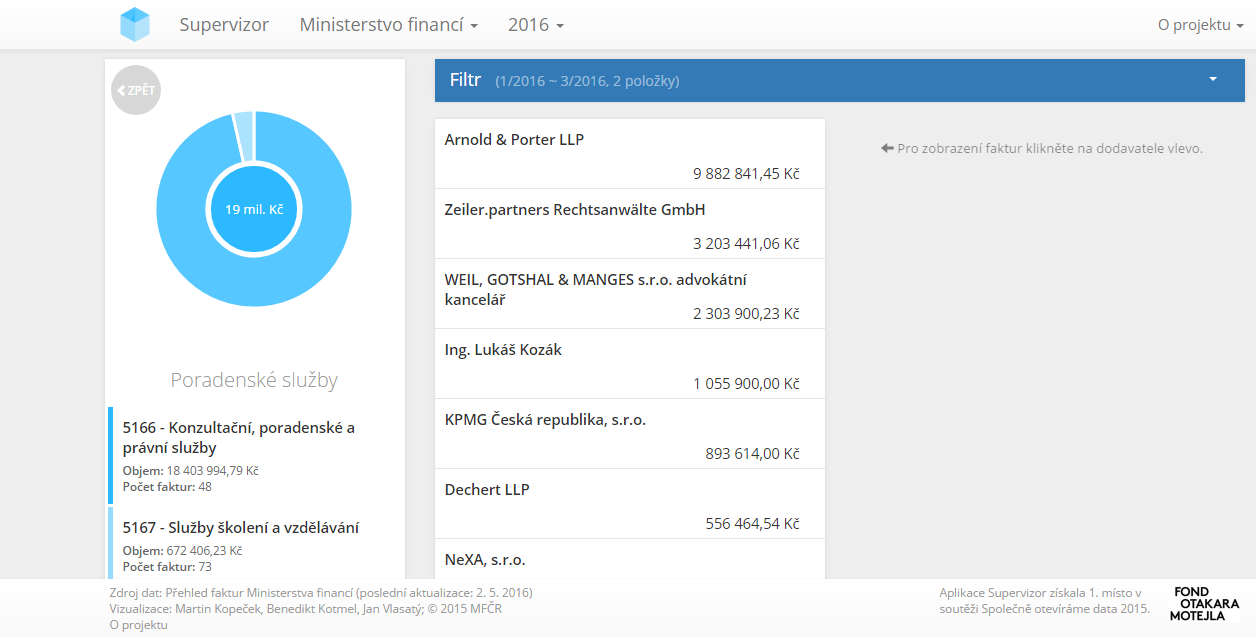 Supervizor
Ministerstvo financí
2016
O projektu
ZPĚT
19 mil. Kč
Poradenské služby
5166 - Konzultační, poradenské a
právní služby
Objem: 18 403 994,79 Kč
Počet faktur: 48
5167 - Služby školení a vzdělávání
Objem: 672 406,23 Kč
Počet faktur: 73
Filtr (1/2016 ~ 3/2016, 2 položky)
Arnold & Porter LLP
9 882 841,45 Kč
Zeiler.partners Rechtsanwälte GmbH
3 203 441,06 Kč
WEIL, GOTSHAL & MANGES s.r.o. advokátní
kancelář
2 303 900,23 Kč
Ing. Lukáš Kozák
1 055 900,00 Kč
KPMG Česká republika, s.r.o.
893 614,00 Kč
Dechert LLP
556 464,54 Kč
NeXA, s.r.o.
Pro zobrazení faktur klikněte na dodavatele vlevo.
Zdroj dat: Přehled faktur Ministerstva financí (poslední aktualizace: 2. 5. 2016)
Vizualizace: Martin Kopeček, Benedikt Kotmel, Jan Vlasatý; © 2015 MFČR
O projektu
Aplikace Supervizor získala 1. místo v
soutěži Společně otevíráme data 2015.
FOND
OTAKARA
MOTEJLA